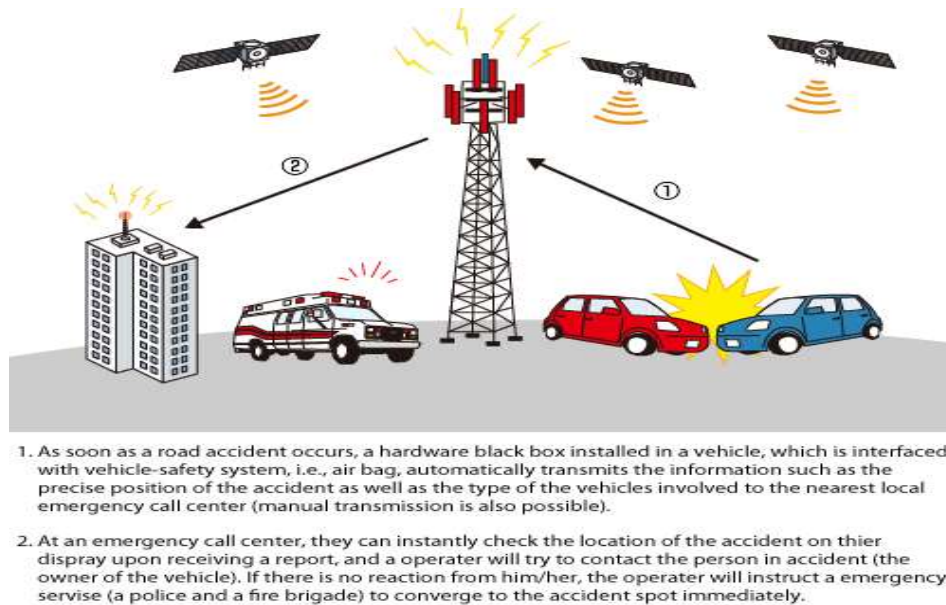 ②
①
1. As soon as a road accident occurs, a hardware black box installed in a vehicle, which is interfaced
with vehicle-safety system, i.e., air bag, automatically transmits the information such as the
precise position of the accident as well as the type of the vehicles involved to the nearest local
emergency call center (manual transmission is also possible).
2. At an emergency call center, they can instantly check the location of the accident on thier
dispray upon receiving a report, and a operater will try to contact the person in accident (the
owner of the vehicle). If there is no reaction from him/her, the operater will instruct a emergency
servise (a police and a fire brigade) to converge to the accident spot immediately.